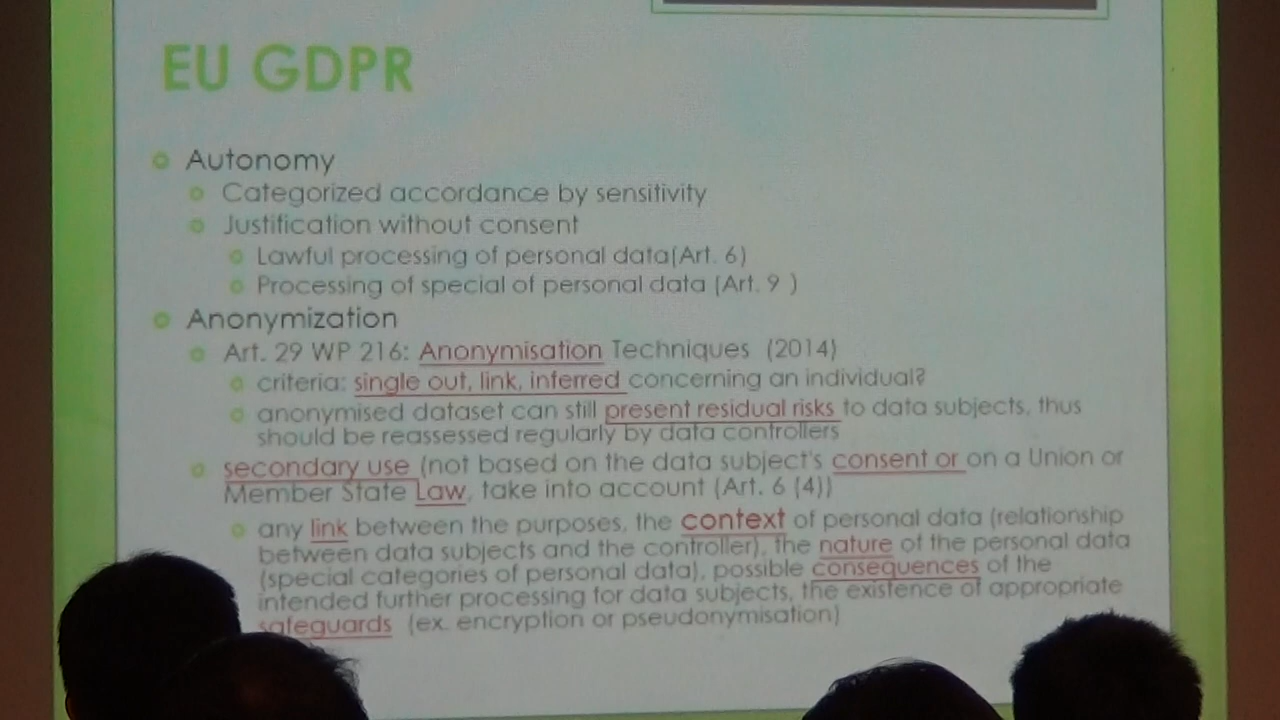 EU GDPR
Autonomy
Categorized accordance by sensitivity
Justification without consent
Lawful processing of personal data(Art. 6)
Processing of special of personal data (Art. 9 )
Anonymization
Art. 29 WP 216: Anonymisation Techniques (2014)
criteria: single out, link, inferred concerning an individual?
anonymised dataset can still present residual risks to data subjects, thus
should be reassessed regularly by data controllers
secondary use (not based on the data subject's consent or on a Union or
Member State Law, take into account (Art. 6 (4))
any link between the purposes, the context of personal data (relationship
between data subjects and the controller), the nature of the personal data
(special categories of personal data), possible consequences of the
intended further processing for data subjects, the existence of appropriate
safeguards (ex. encryption or pseudonymisation)